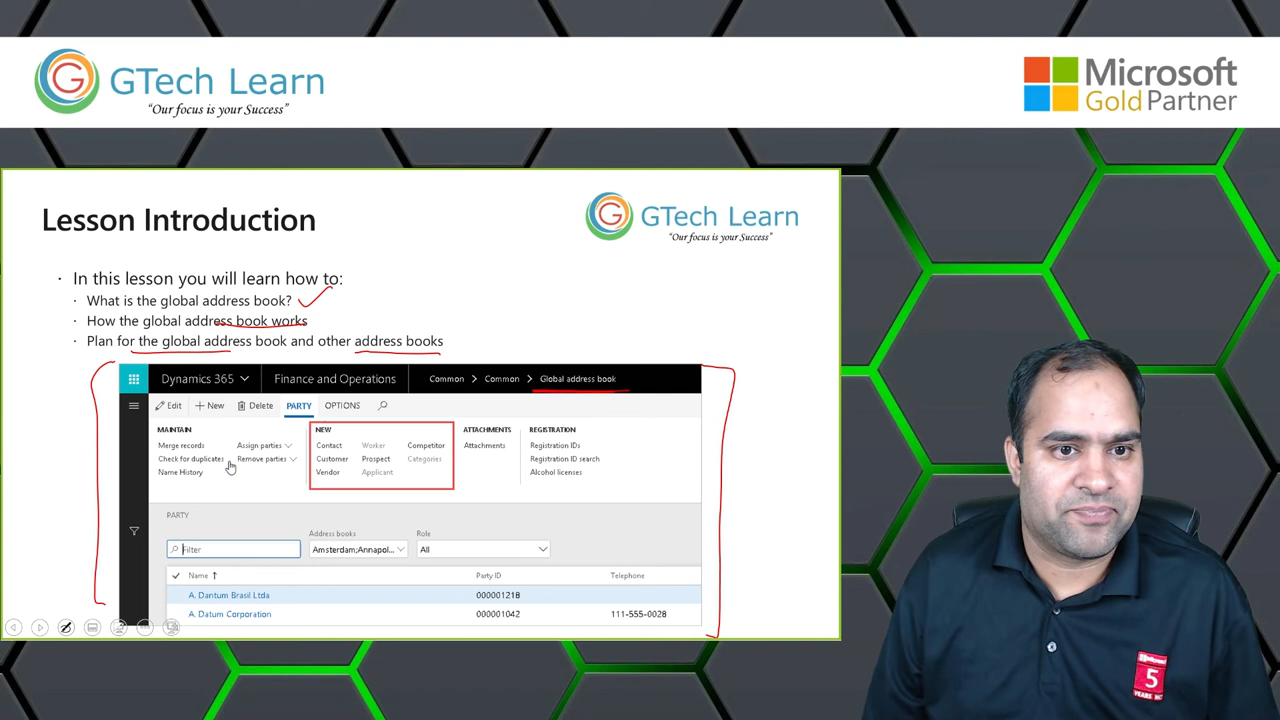 GTech Learn
"Our focus is your Success"
Microsoft
Gold Partner
Lesson Introduction
GTech Learn
"Our focus is your Success"
· In this lesson you will learn how to:
· What is the global address book?
· How the global address book works
· Plan for the global address book and other address books
Dynamics 365 Finance and Operations Common > Common > Global address book
Edit + New Delete PARTY OPTIONS
MAINTAIN NEW ATTACHMENTS REGISTRATION
Merge records Assign parties Contact Worker Competitor Attachments Registration IDs
Check for duplicates Remove parties Customer Prospect Categories Registration ID search
Name History Vendor Applicant Alcohol licenses
PARTY
Address books Role
Filter Amsterdam;Annapol... All
Name Party ID Telephone
A. Dantum Brasil Ltda 000001218
A. Datum Corporation 000001042 111-555-0028
5